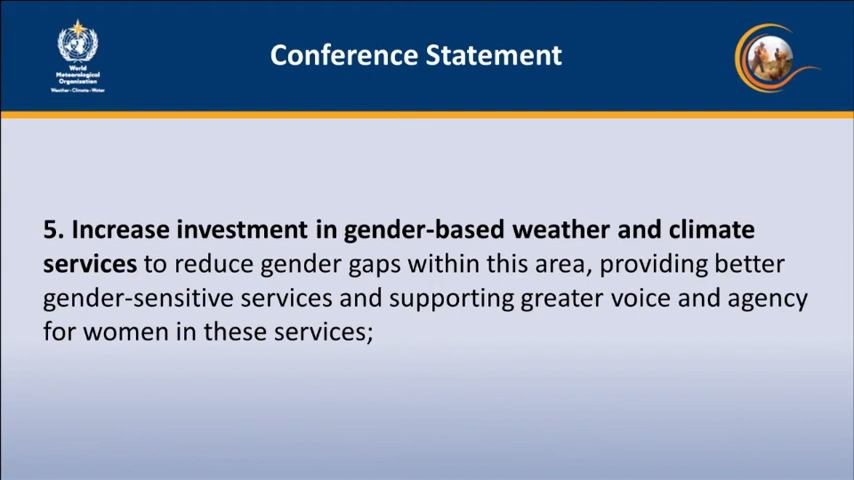 World
Meteorological
Organization
Weather • Climate • Water
Conference Statement
5. Increase investment in gender-based weather and climate
services to reduce gender gaps within this area, providing better
gender-sensitive services and supporting greater voice and agency
for women in these services;